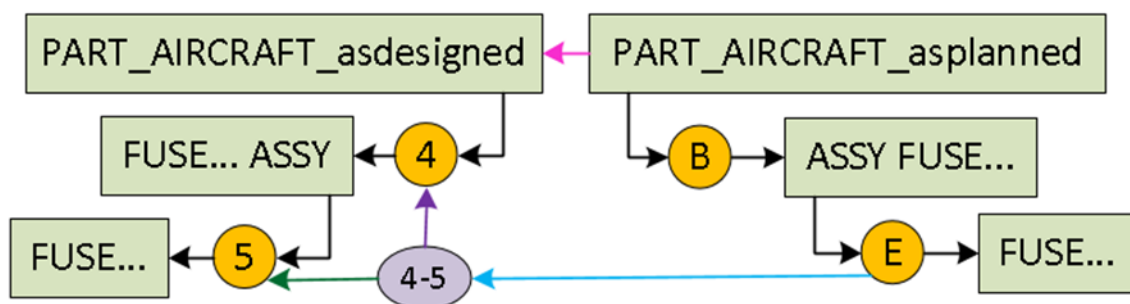 PART_AIRCRAFT_asdesigned PART_AIRCRAFT_asplanned
FUSE... ASSY 4 B ASSY FUSE...
FUSE... 5 4-5 E FUSE...